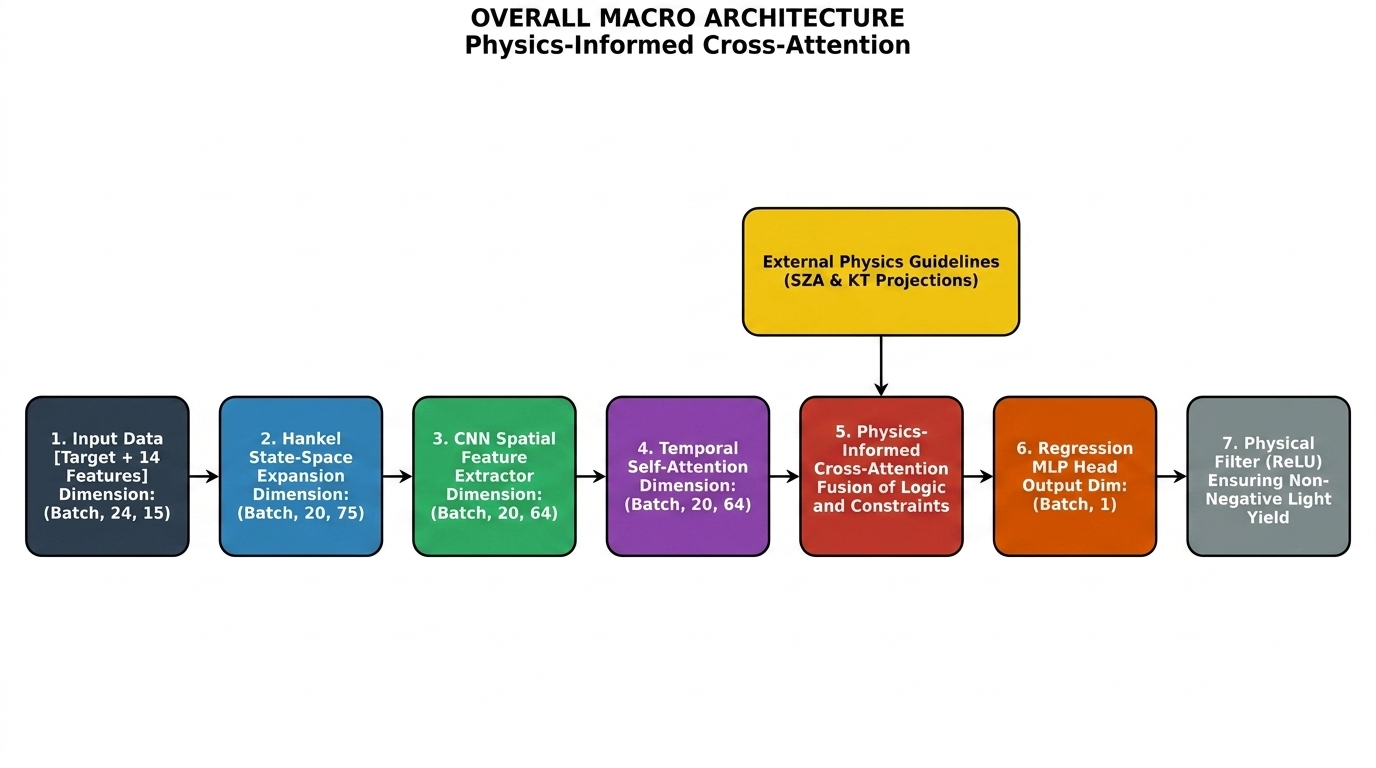 OVERALL MACRO ARCHITECTURE
Physics-Informed Cross-Attention
External Physics Guidelines
(SZA & KT Projections)
1. Input Data
[Target + 14
Features]
Dimension:
(Batch, 24, 15)
2. Hankel
State-Space
Expansion
Dimension:
(Batch, 20, 75)
3. CNN Spatial
Feature
Extractor
Dimension:
(Batch, 20, 64)
4. Temporal
Self-Attention
Dimension:
(Batch, 20, 64)
5. Physics-
Informed
Cross-Attention
Fusion of Logic
and Constraints
6. Regression
MLP Head
Output Dim:
(Batch, 1)
7. Physical
Filter (ReLU)
Ensuring Non-
Negative Light
Yield